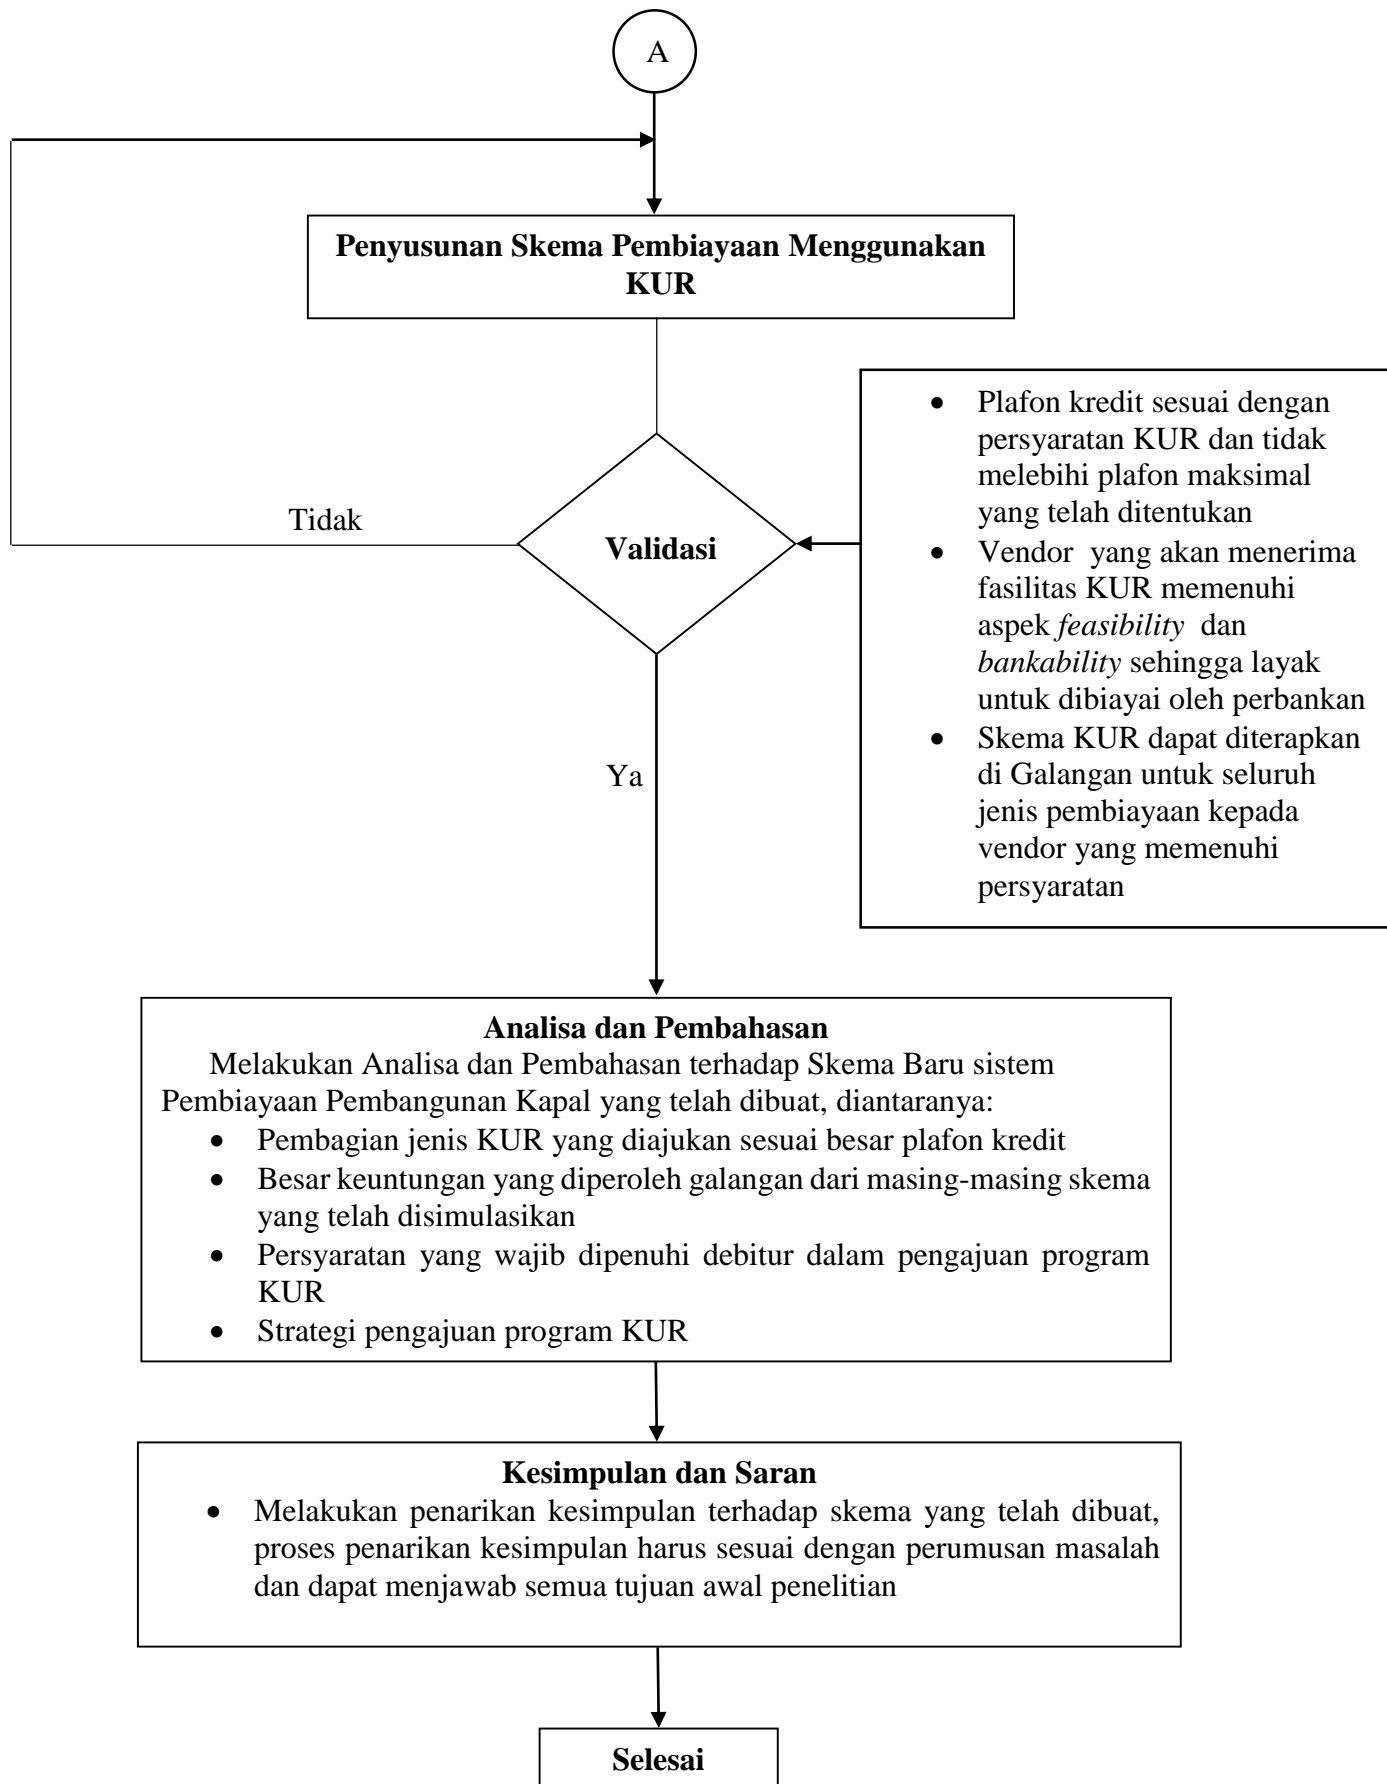 A
Penyusunan Skema Pembiayaan Menggunakan
KUR
Tidak
Validasi
• Plafon kredit sesuai dengan
persyaratan KUR dan tidak
melebihi plafon maksimal
yang telah ditentukan
• Vendor yang akan menerima
fasilitas KUR memenuhi
aspek feasibility dan
bankability sehingga layak
untuk dibiayai oleh perbankan
• Skema KUR dapat diterapkan
di Galangan untuk seluruh
jenis pembiayaan kepada
vendor yang memenuhi
persyaratan
Ya
Analisa dan Pembahasan
Melakukan Analisa dan Pembahasan terhadap Skema Baru sistem
Pembiayaan Pembangunan Kapal yang telah dibuat, diantaranya:
• Pembagian jenis KUR yang diajukan sesuai besar plafon kredit
• Besar keuntungan yang diperoleh galangan dari masing-masing skema
yang telah disimulasikan
• Persyaratan yang wajib dipenuhi debitur dalam pengajuan program
KUR
• Strategi pengajuan program KUR
Kesimpulan dan Saran
• Melakukan penarikan kesimpulan terhadap skema yang telah dibuat,
proses penarikan kesimpulan harus sesuai dengan perumusan masalah
dan dapat menjawab semua tujuan awal penelitian
Selesai